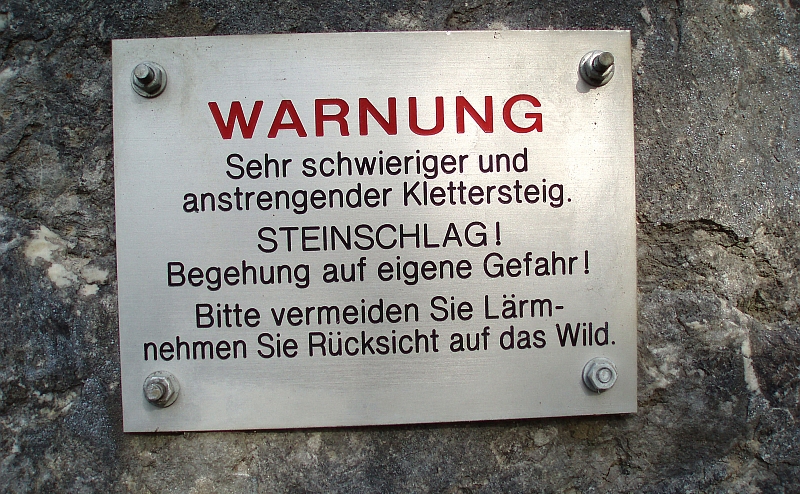 WARNUNG
Sehr schwieriger und
anstrengender Klettersteig.
STEINSCHLAG!
Begehung auf eigene Gefahr!
Bitte vermeiden Sie Lärm-
nehmen Sie Rücksicht auf das Wild.